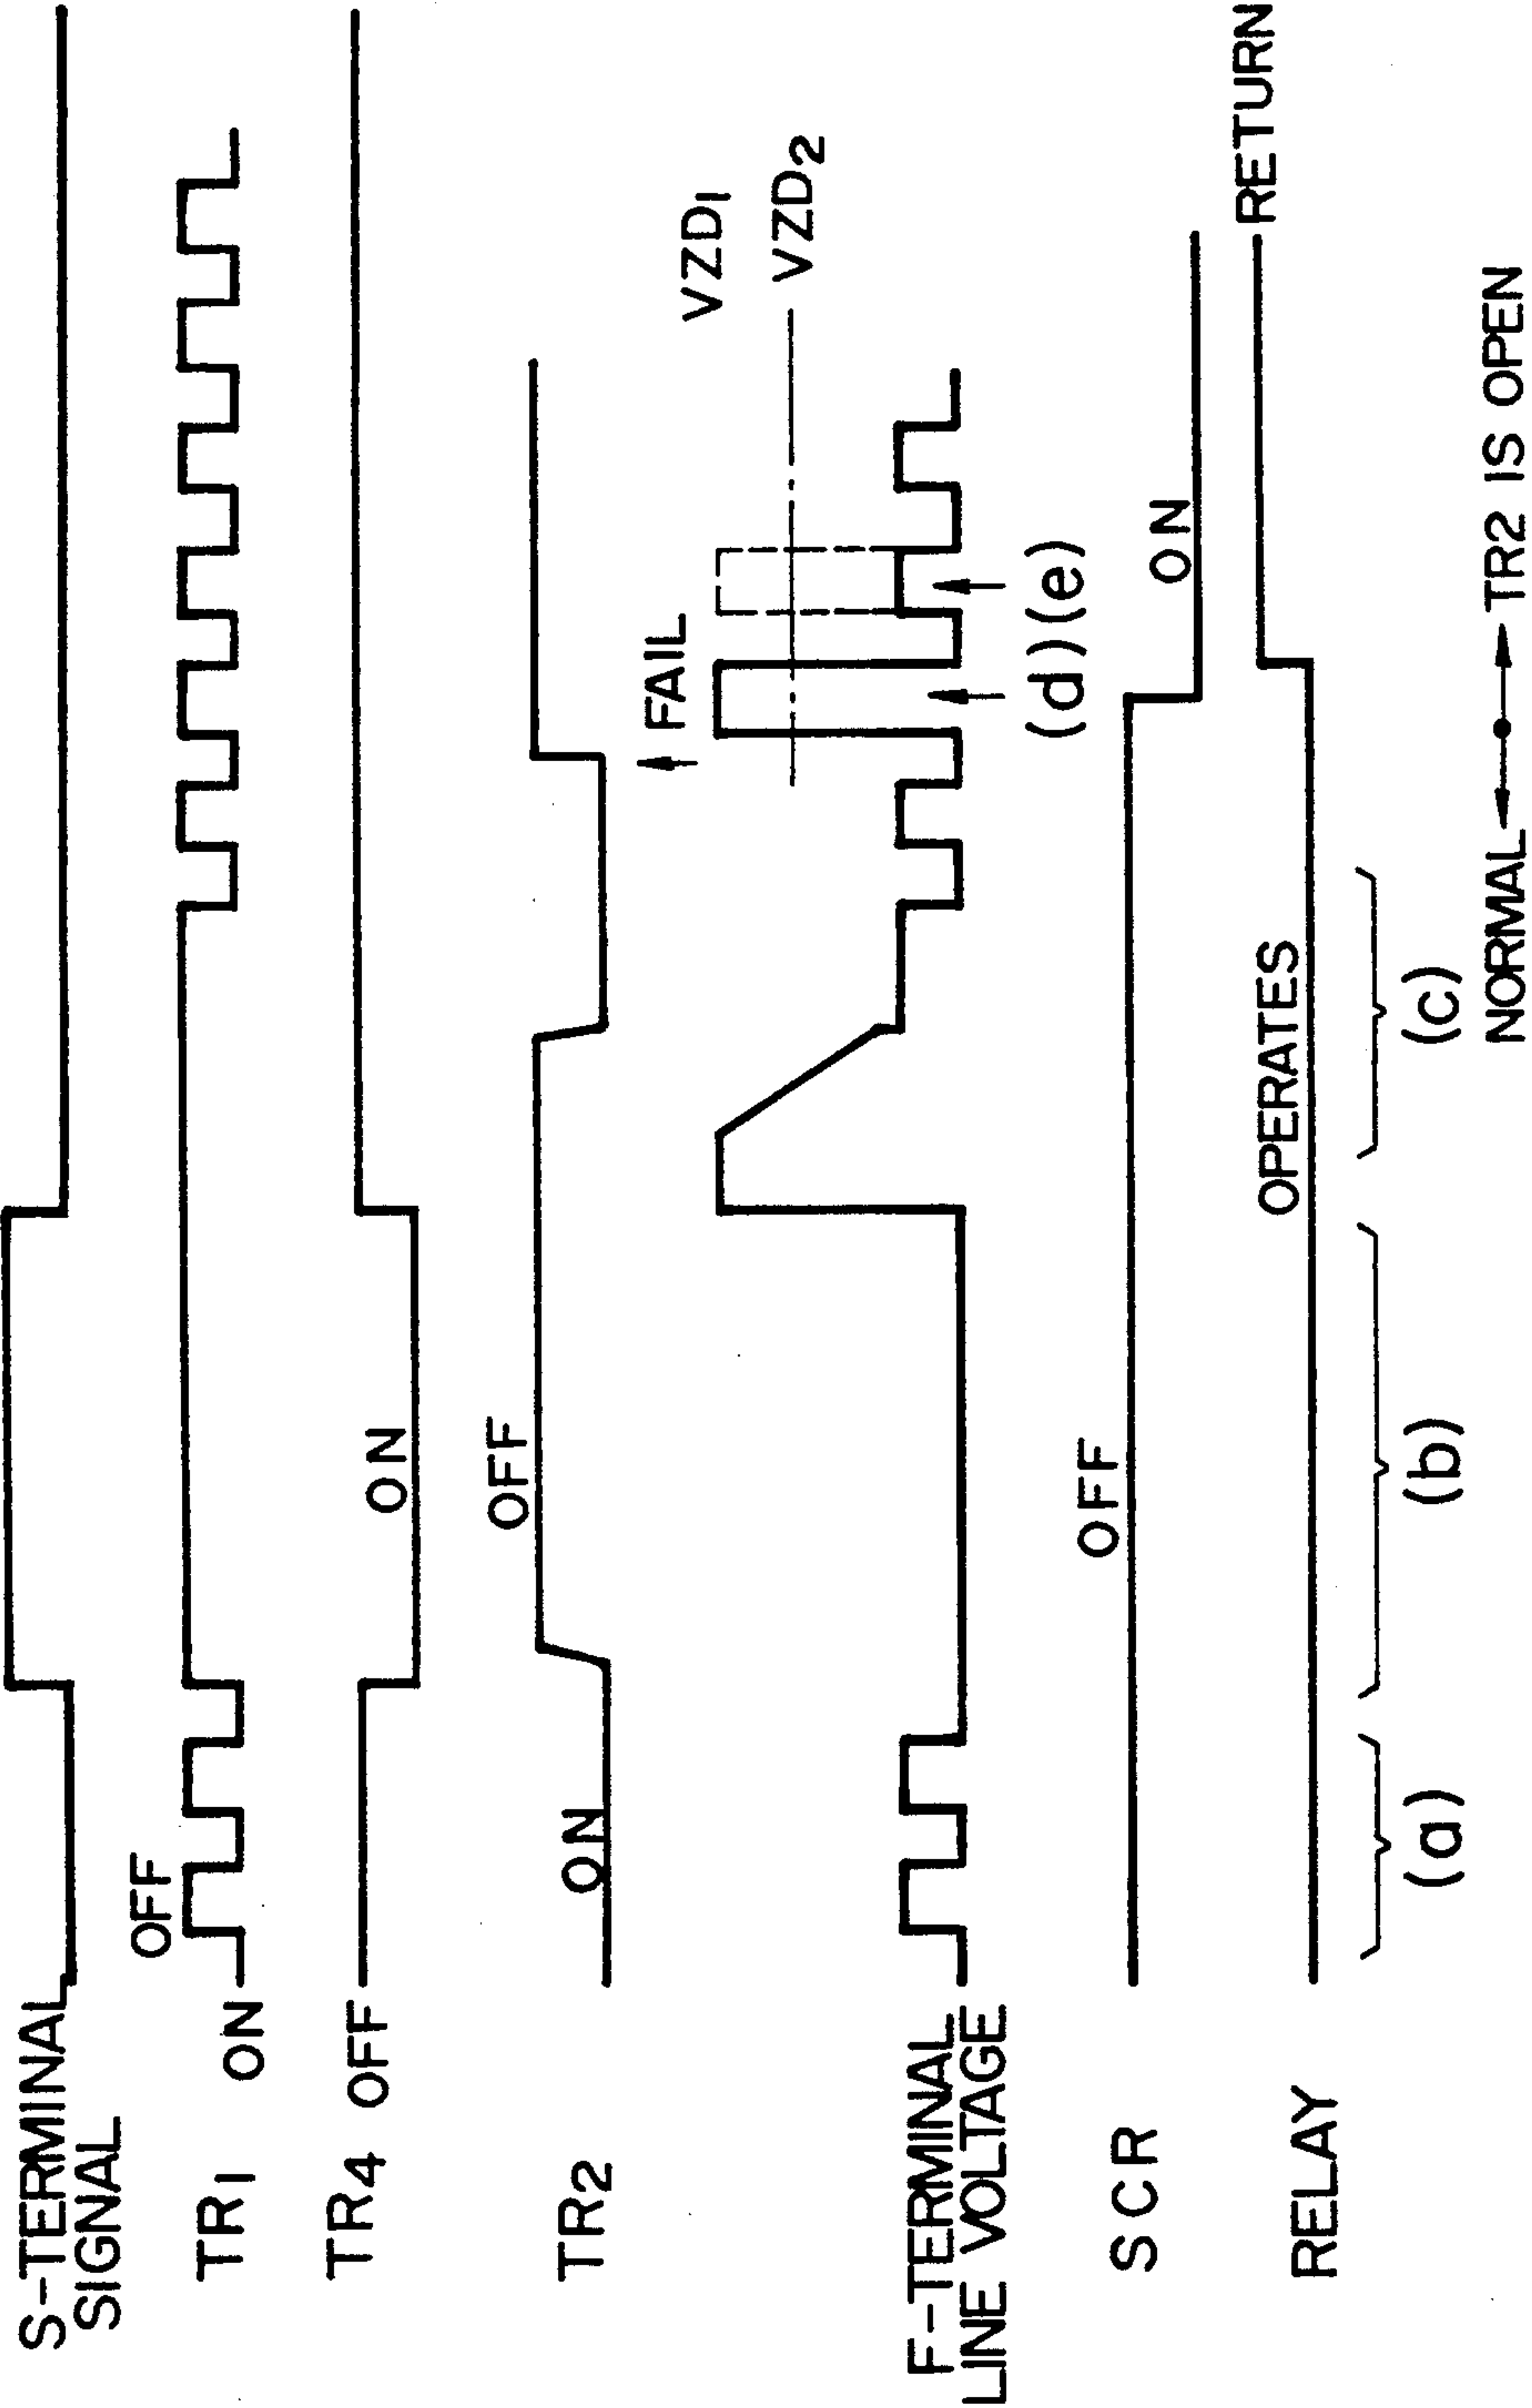 S-TERMINAL
SIGNAL
OFF
TR1 ON
TR4 OFF
ON
OFF
TR2
ON
FAIL
VZD1
VZD2
F-TERMINAL
LINE VOLTAGE
(d) (e)
OFF
ON
SCR
OPERATES
RETURN
RELAY
(a)
(b)
(c)
NORMAL
TR2 IS OPEN